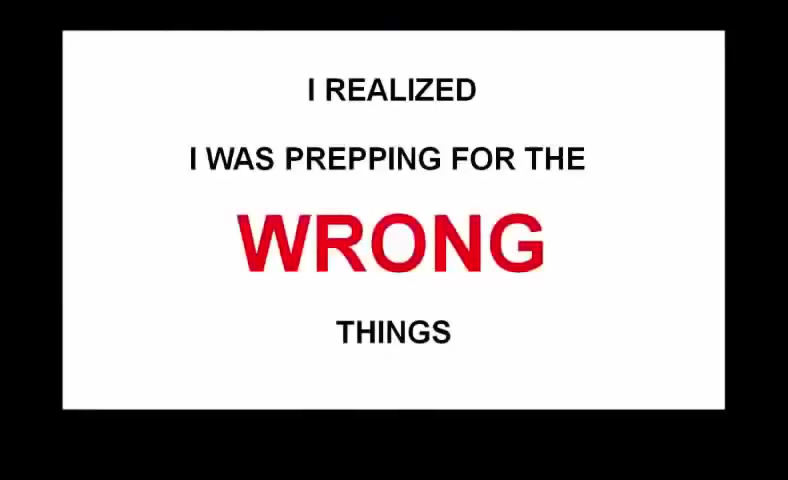 I REALIZED
I WAS PREPPING FOR THE
WRONG
THINGS